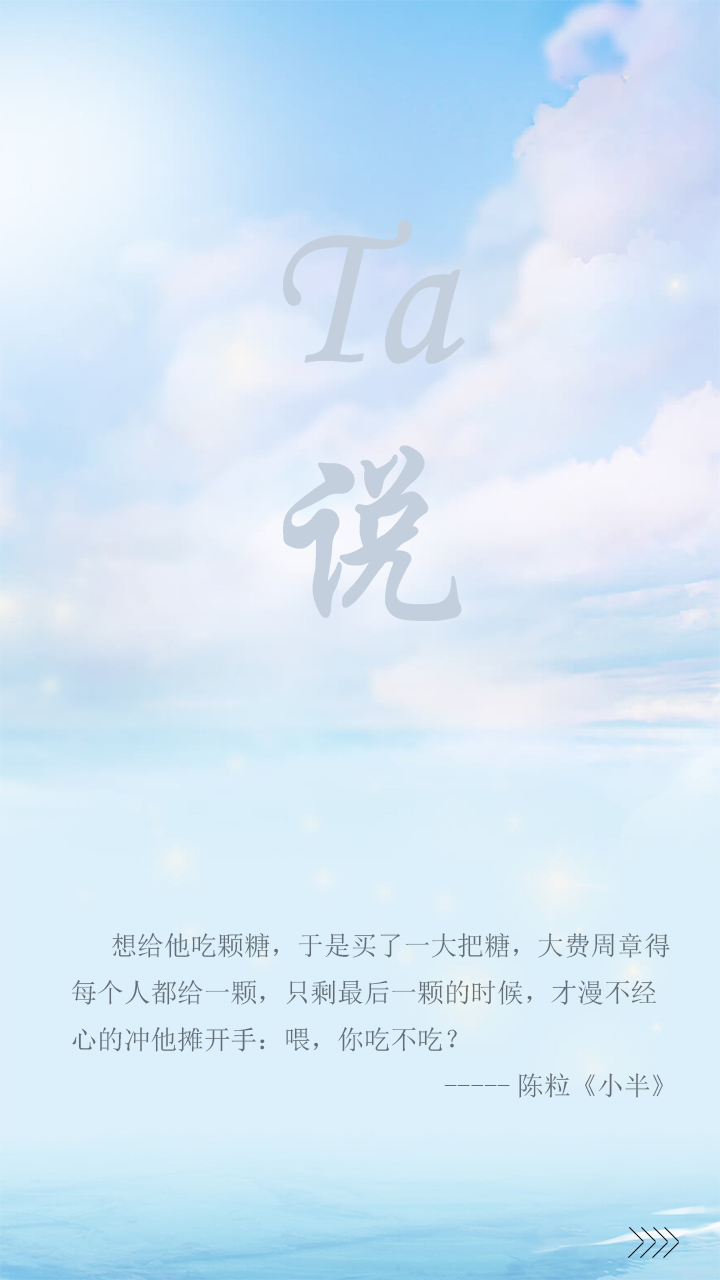 Ta
说
想给他吃颗糖，于是买了一大把糖，大费周章得
每个人都给一颗，只剩最后一颗的时候，才漫不经
心的冲他摊开手：喂，你吃不吃？
----- 陈粒《小半》